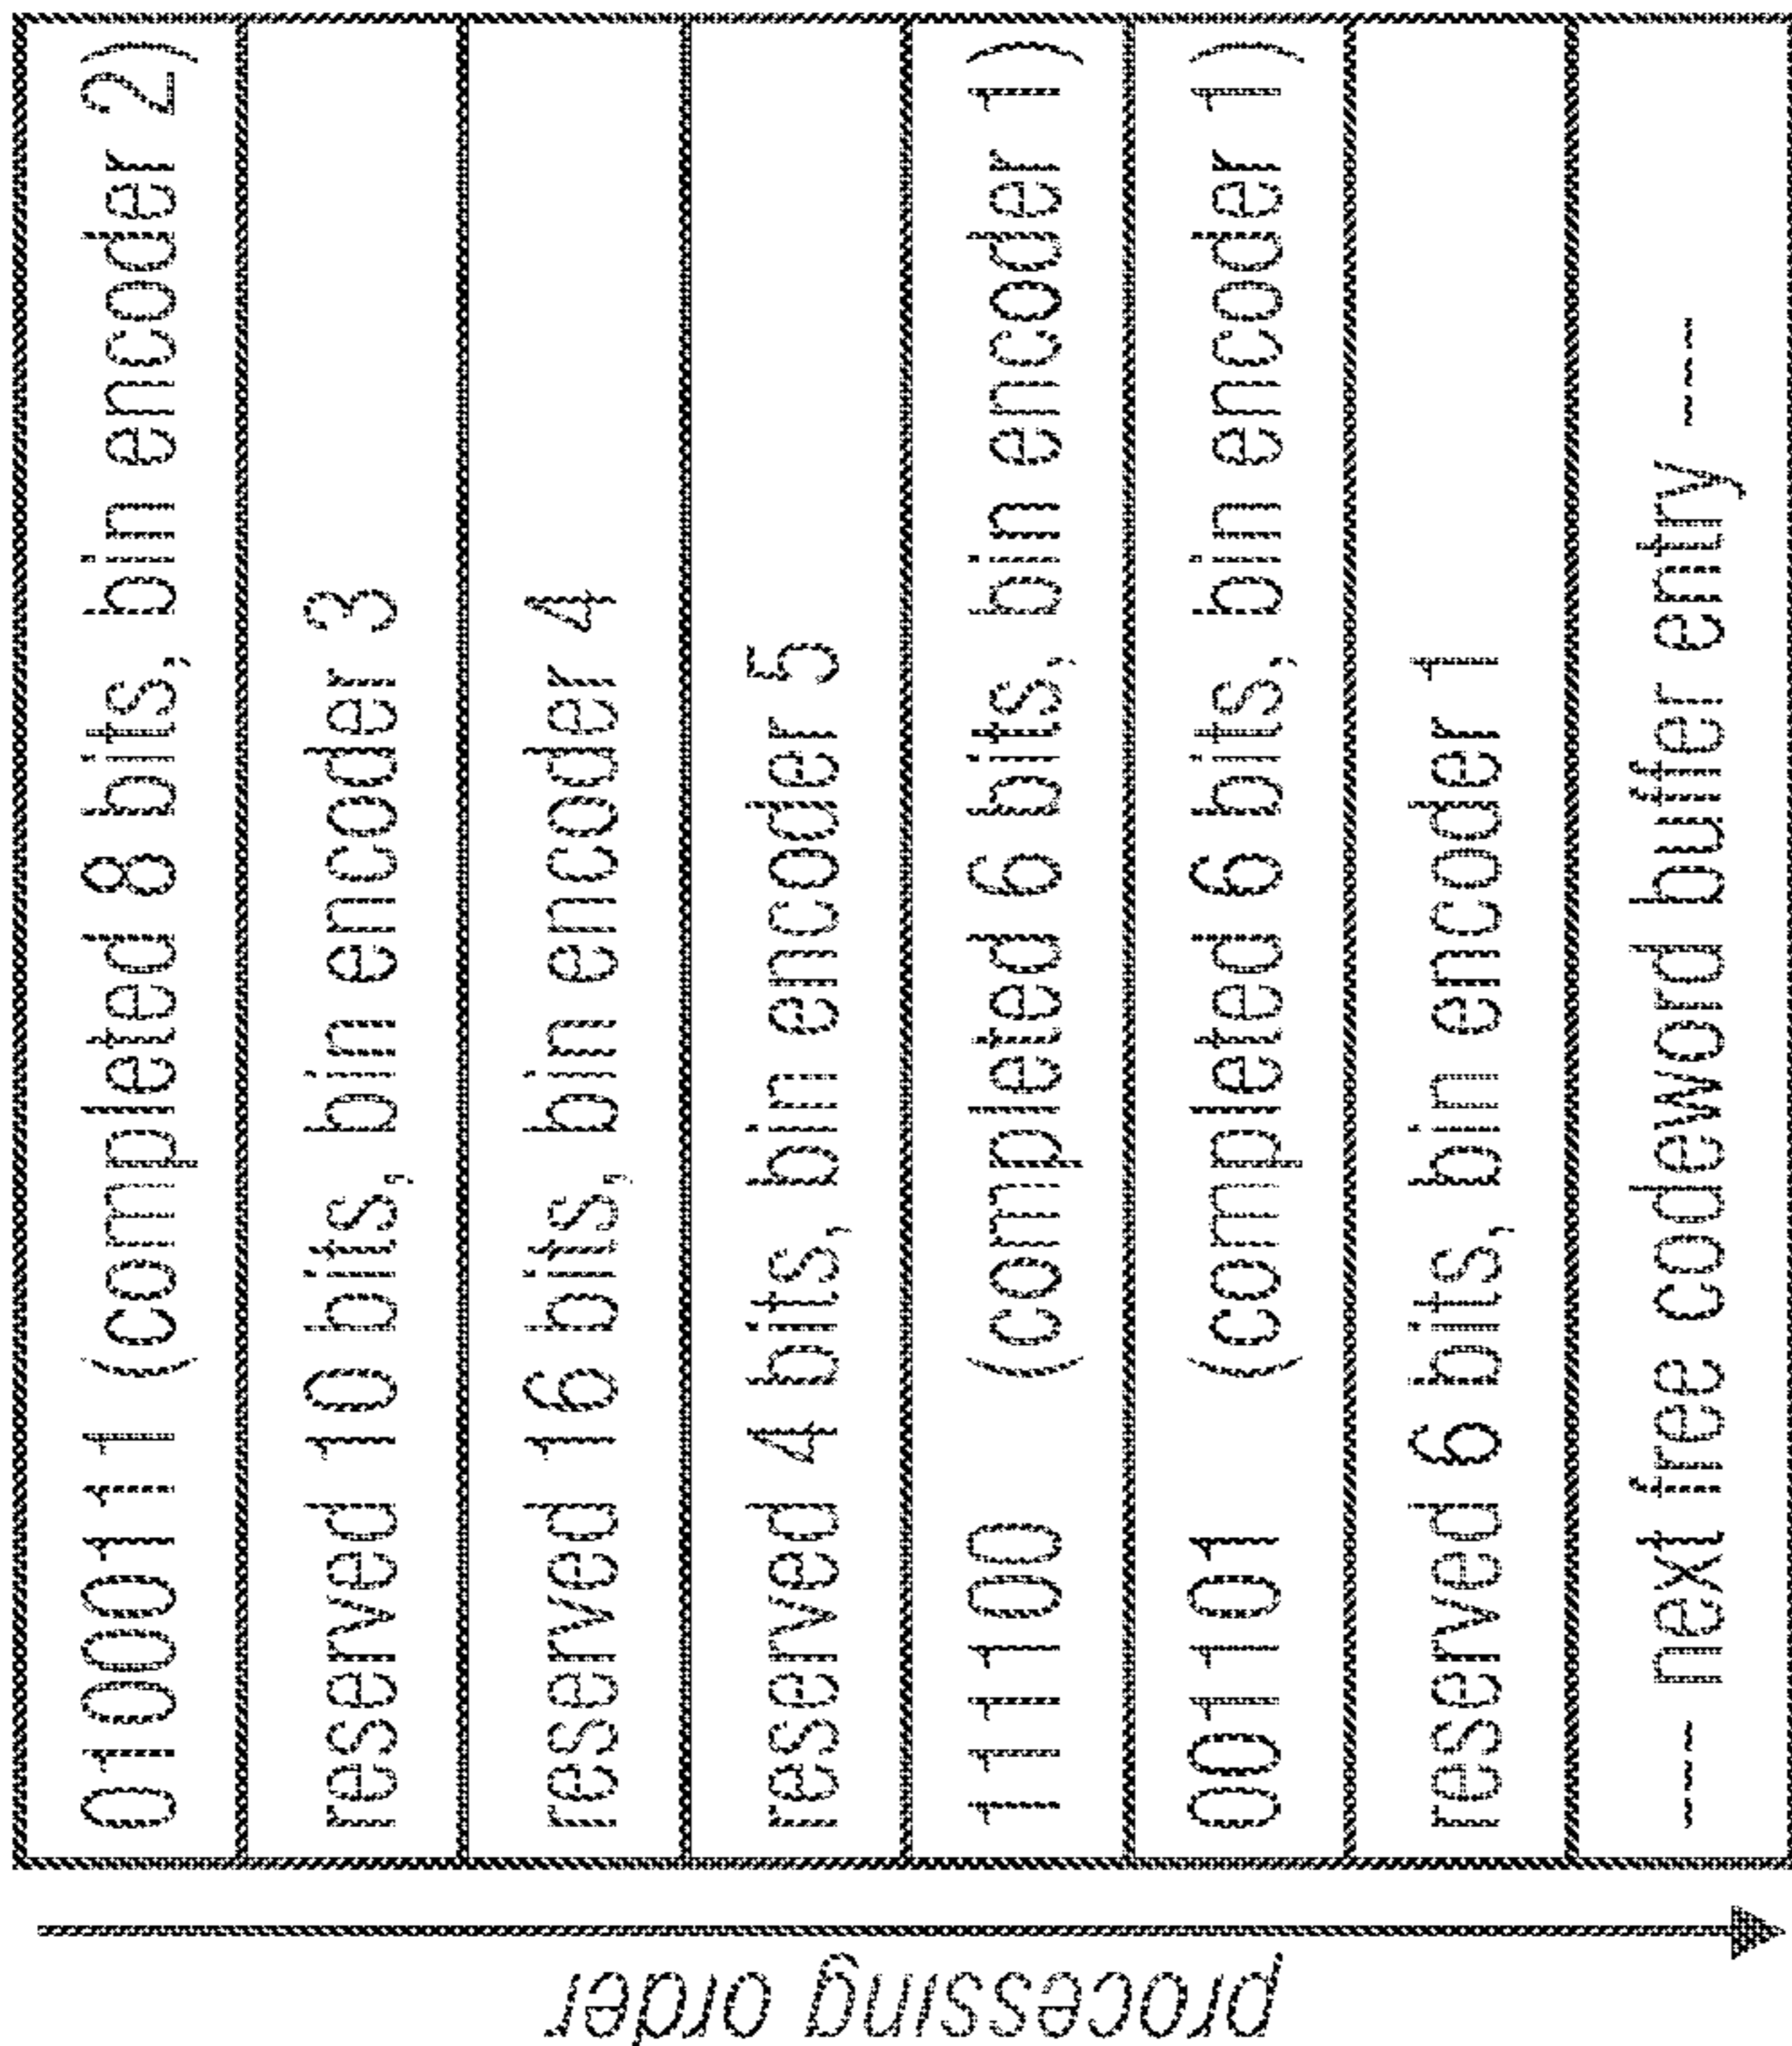 01000111 (completed 8 bits, bin encoder 2)
reserved 10 bits, bin encoder 3
reserved 16 bits, bin encoder 4
reserved 4 bits, bin encoder 5
111100 (completed 6 bits, bin encoder 1)
001101 (completed 6 bits, bin encoder 1)
reserved 6 bits, bin encoder 1
---- next free codeword buffer entry ----
processing order